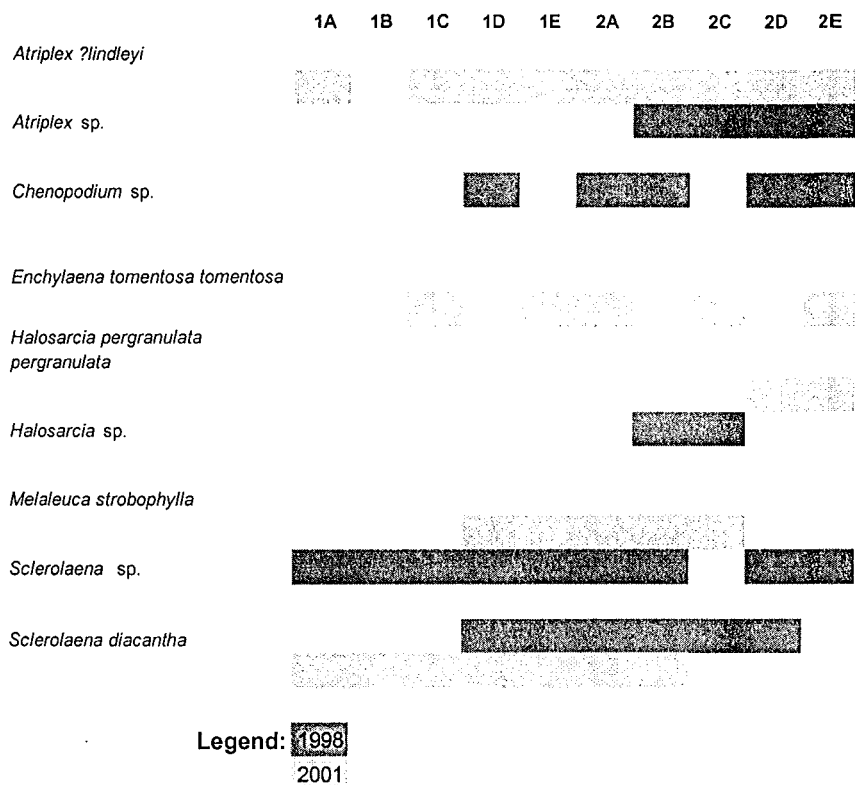 1A 1B 1C 1D 1E 2A 2B 2C 2D 2E
Atriplex ?lindleyi
Atriplex sp.
Chenopodium sp.
Enchylaena tomentosa tomentosa
Halosarcia pergranulata
pergranulata
Halosarcia sp.
Melaleuca strobophylla
Sclerolaena sp.
Sclerolaena diacantha
Legend: 1998
2001